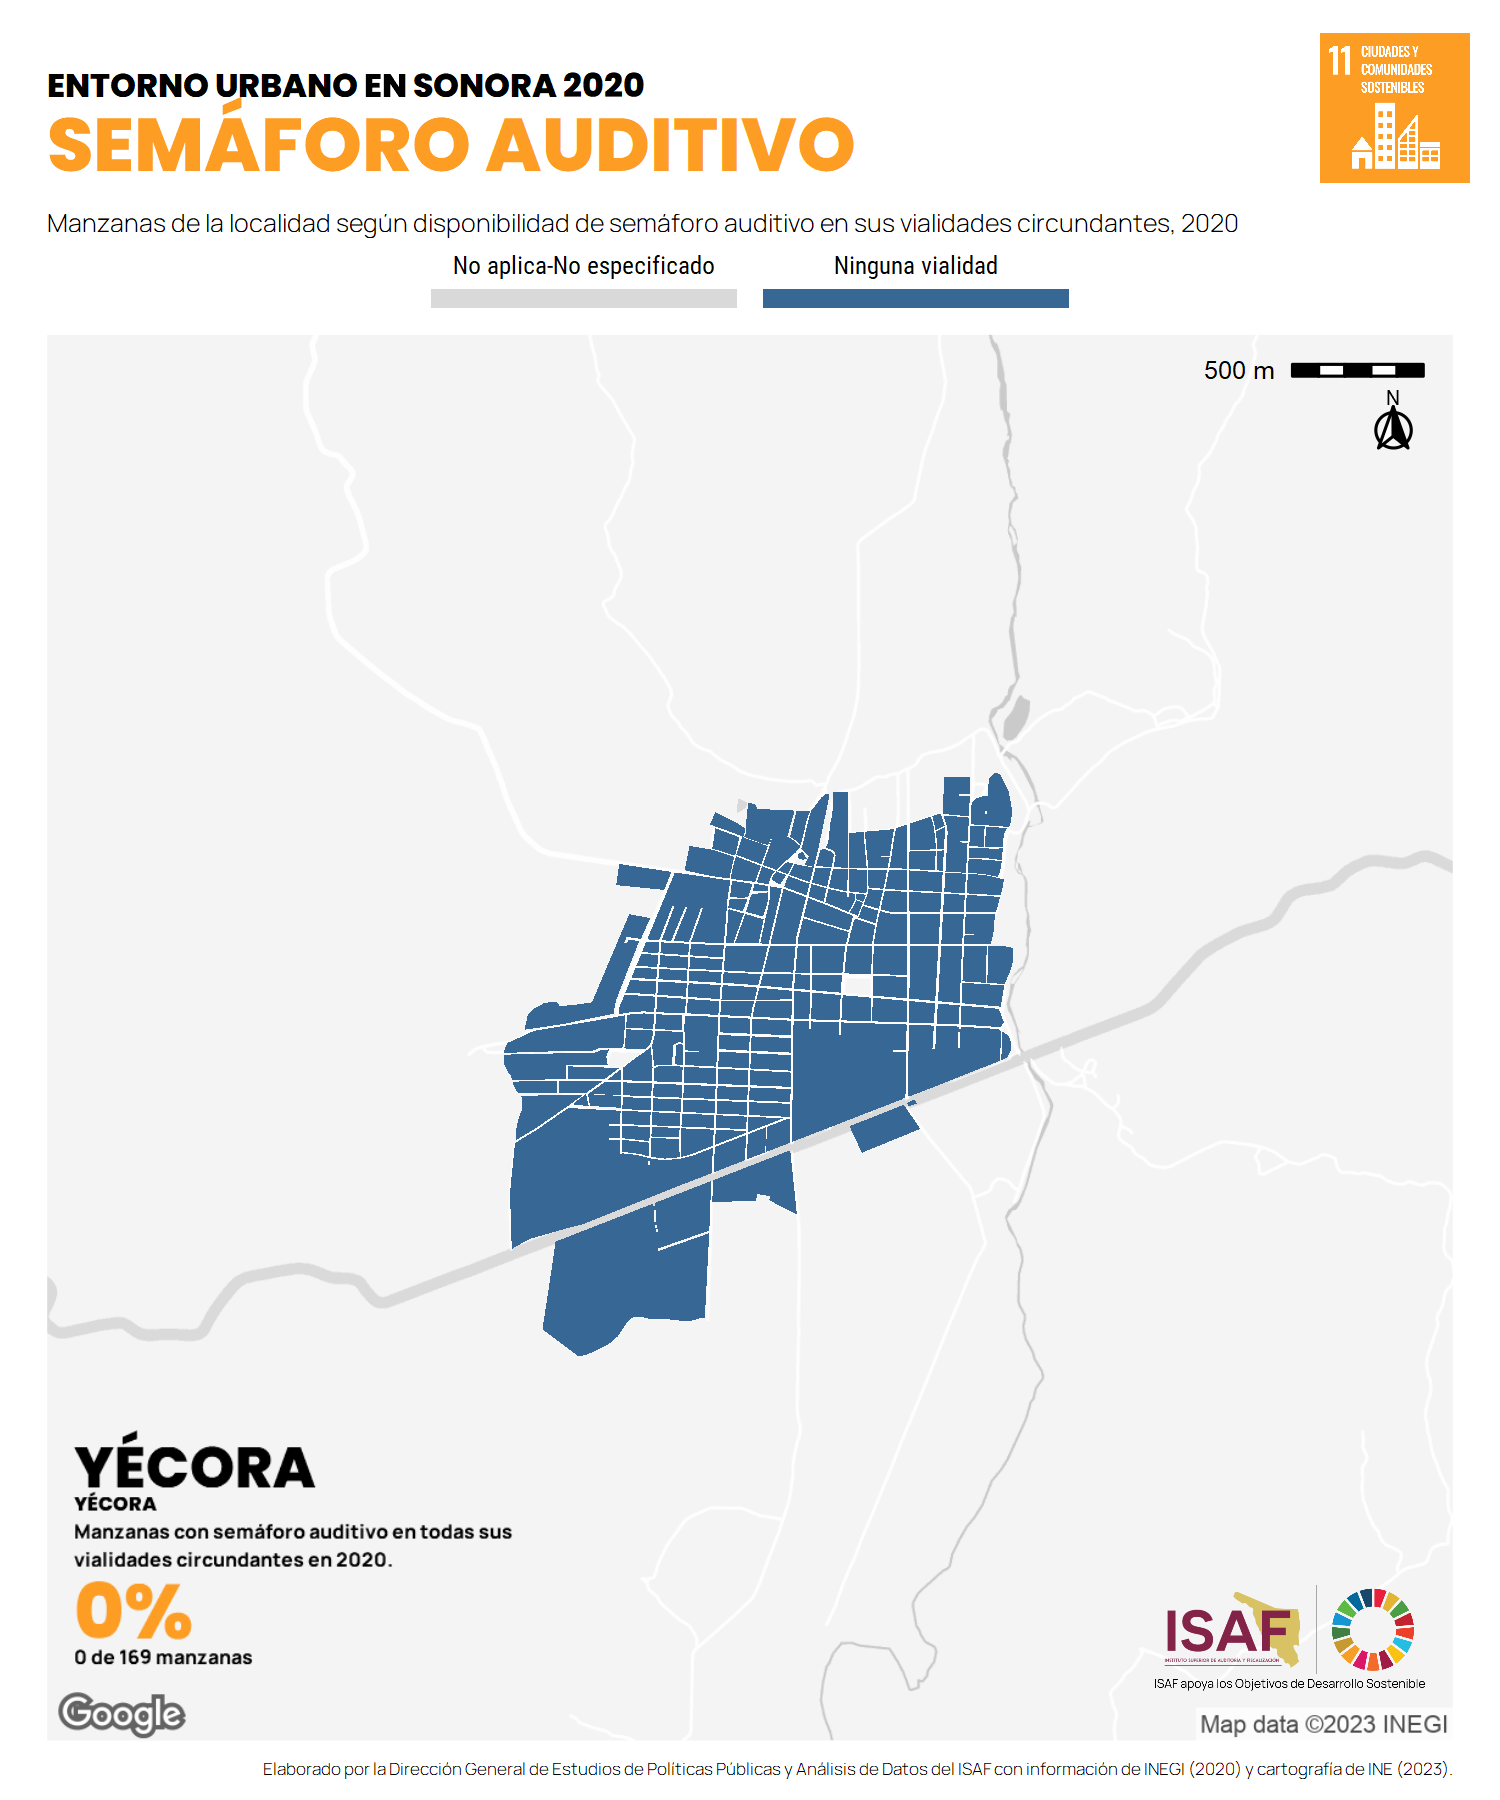 ENTORNO URBANO EN SONORA 2020
SEMÁFORO AUDITIVO
11 CIUDADES Y
COMUNIDADES
SOSTENIBLES
Manzanas de la localidad según disponibilidad de semáforo auditivo en sus vialidades circundantes, 2020
No aplica-No especificado
Ninguna vialidad
500 m
N
YÉCORA
YÉCORA
Manzanas con semáforo auditivo en todas sus
vialidades circundantes en 2020.
0%
0 de 169 manzanas
Google
ISAF
INSTITUTO SUPERIOR DE AUDITORÍA Y FISCALIZACIÓN
ISAF apoya los Objetivos de Desarrollo Sostenible
Map data ©2023 INEGI
Elaborado por la Dirección General de Estudios de Políticas Públicas y Análisis de Datos del ISAF con información de INEGI (2020) y cartografía de INE (2023).